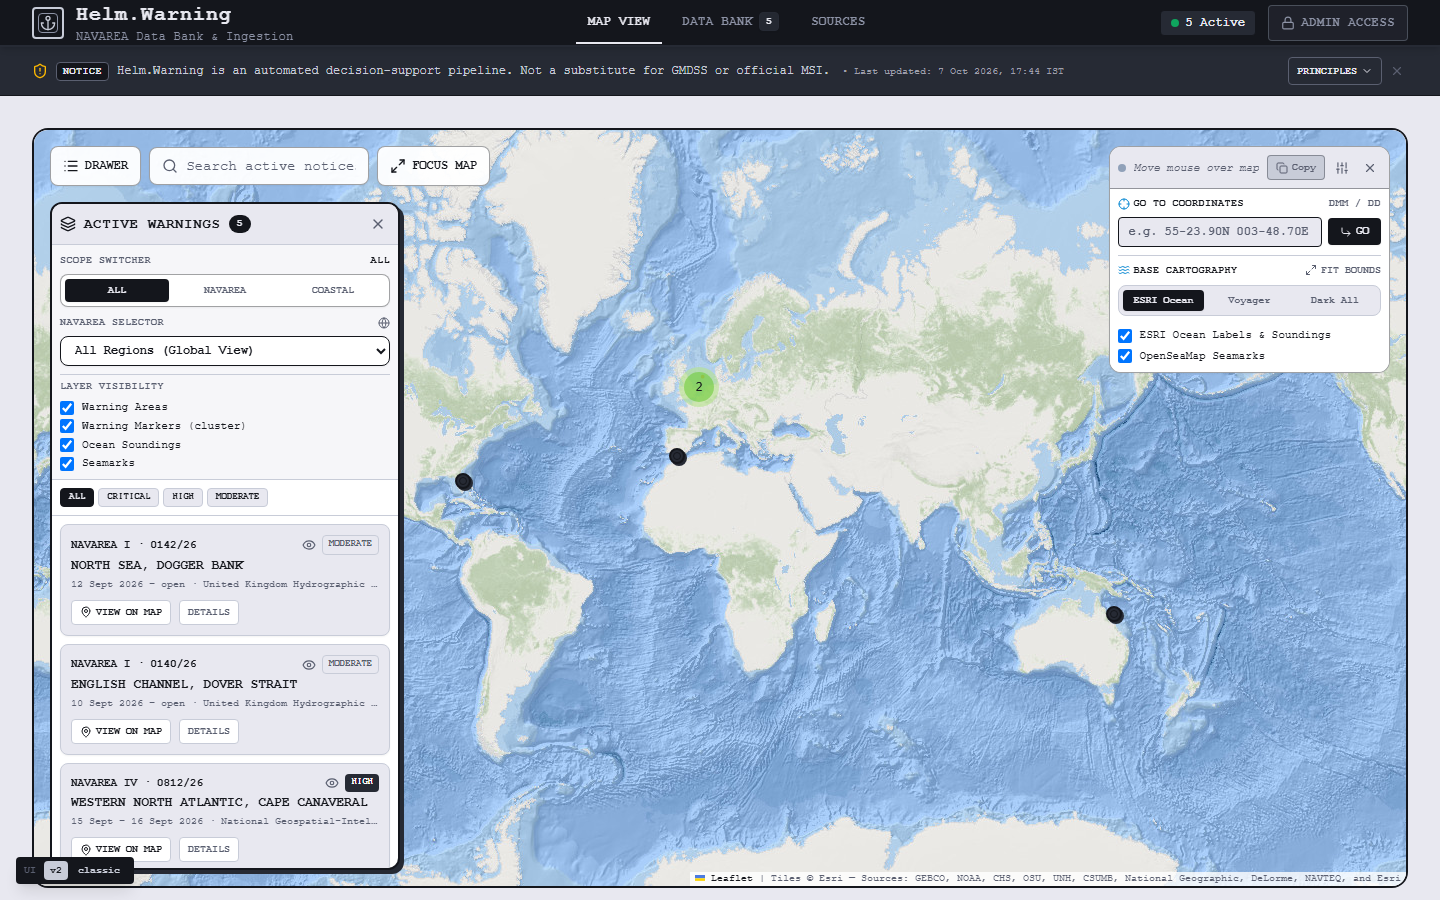 Helm.Warning
NAVAREA Data Bank & Ingestion
MAP VIEW
DATA BANK 5
SOURCES
5 Active
ADMIN ACCESS
NOTICE Helm.Warning is an automated decision-support pipeline. Not a substitute for GMDSS or official MSI. • Last updated: 7 Oct 2026, 17:44 IST
PRINCIPLES
DRAWER
Search active notice
FOCUS MAP
Move mouse over map
Copy
ACTIVE WARNINGS 5
SCOPE SWITCHER ALL
ALL NAVAREA COASTAL
NAVAREA SELECTOR
All Regions (Global View)
LAYER VISIBILITY
Warning Areas
Warning Markers (cluster)
Ocean Soundings
Seamarks
ALL CRITICAL HIGH MODERATE
NAVAREA I · 0142/26 MODERATE
NORTH SEA, DOGGER BANK
12 Sept 2026 – open · United Kingdom Hydrographic …
VIEW ON MAP DETAILS
NAVAREA I · 0140/26 MODERATE
ENGLISH CHANNEL, DOVER STRAIT
10 Sept 2026 – open · United Kingdom Hydrographic …
VIEW ON MAP DETAILS
NAVAREA IV · 0812/26 HIGH
WESTERN NORTH ATLANTIC, CAPE CANAVERAL
15 Sept – 16 Sept 2026 · National Geospatial-Intel…
VIEW ON MAP DETAILS
GO TO COORDINATES DMM / DD
e.g. 55-23.90N 003-48.70E GO
BASE CARTOGRAPHY FIT BOUNDS
ESRI Ocean Voyager Dark All
ESRI Ocean Labels & Soundings
OpenSeaMap Seamarks
2
UI v2 classic
Leaflet | Tiles © Esri — Sources: GEBCO, NOAA, CHS, OSU, UNH, CSUMB, National Geographic, DeLorme, NAVTEQ, and Esri